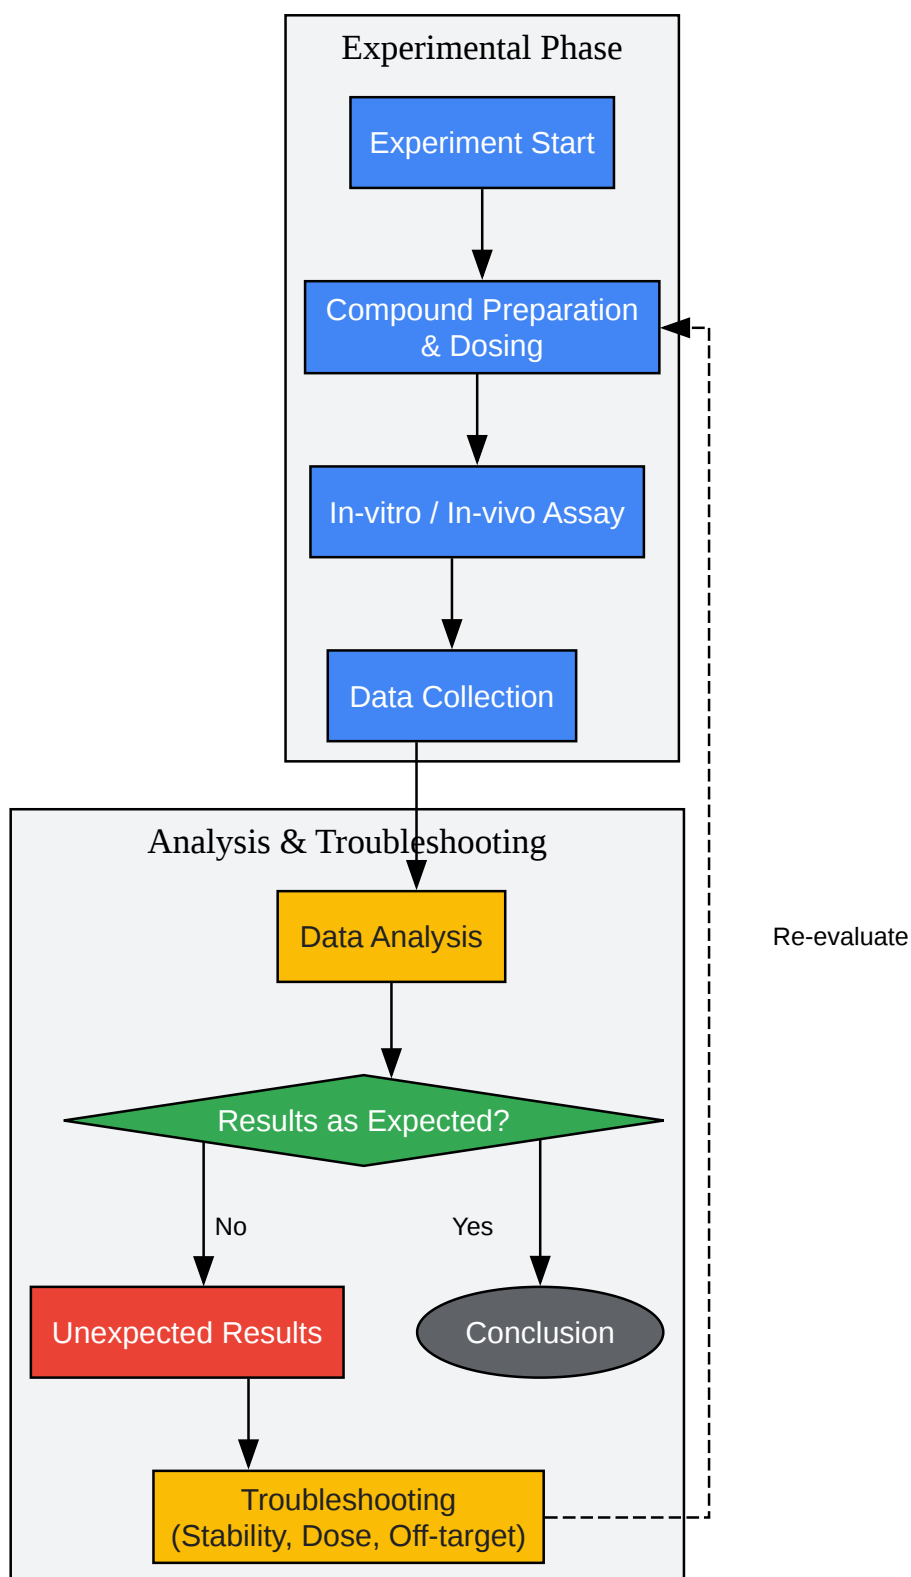 Experimental Phase
Experiment Start
Compound Preparation
& Dosing
In-vitro / In-vivo Assay
Data Collection
Analysis & Troubleshooting
Data Analysis
Re-evaluate
Results as Expected?
No
Yes
Unexpected Results
Conclusion
Troubleshooting
(Stability, Dose, Off-target)